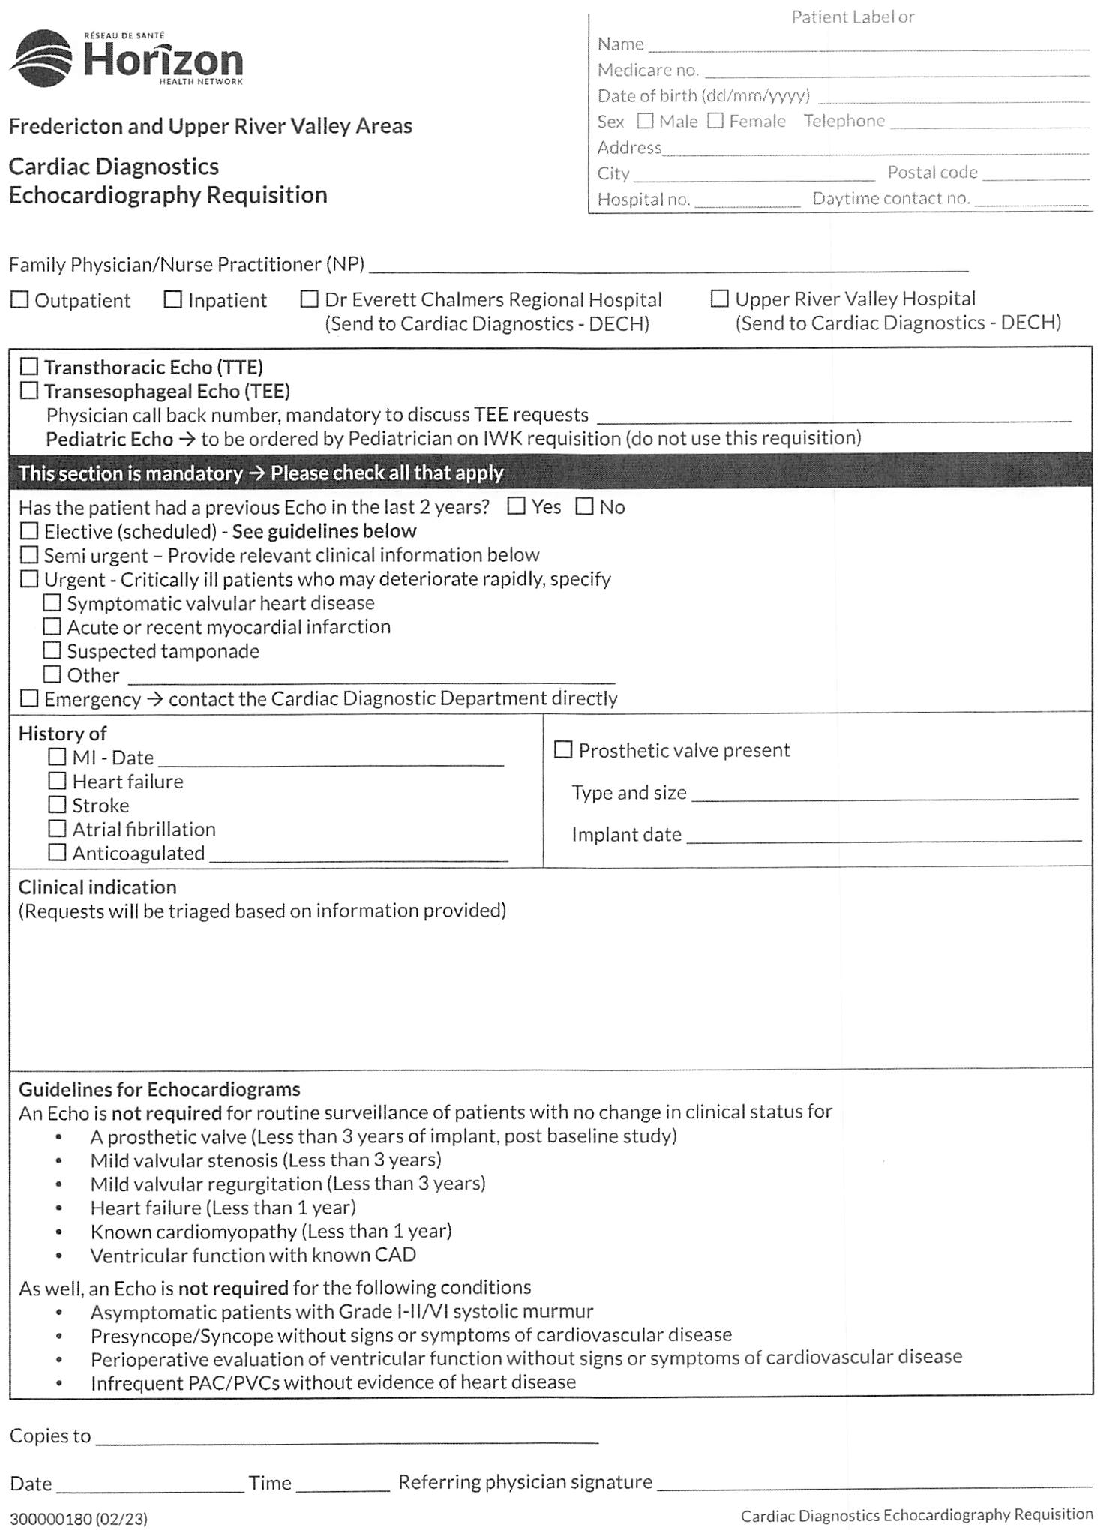 RÉSEAU DE SANTÉ
Horizon
HEALTH NETWORK
Patient Label or
Name
Medicare no.
Date of birth (dd/mm/yyyy)
Sex ☐ Male ☐ Female Telephone
Address
City Postal code
Hospital no. Daytime contact no.
Fredericton and Upper River Valley Areas
Cardiac Diagnostics
Echocardiography Requisition
Family Physician/Nurse Practitioner (NP)
☐ Outpatient ☐ Inpatient ☐ Dr Everett Chalmers Regional Hospital ☐ Upper River Valley Hospital
(Send to Cardiac Diagnostics - DECH) (Send to Cardiac Diagnostics - DECH)
☐ Transthoracic Echo (TTE)
☐ Transesophageal Echo (TEE)
Physician call back number, mandatory to discuss TEE requests
Pediatric Echo → to be ordered by Pediatrician on IWK requisition (do not use this requisition)
This section is mandatory → Please check all that apply
Has the patient had a previous Echo in the last 2 years? ☐ Yes ☐ No
☐ Elective (scheduled) - See guidelines below
☐ Semi urgent – Provide relevant clinical information below
☐ Urgent - Critically ill patients who may deteriorate rapidly, specify
☐ Symptomatic valvular heart disease
☐ Acute or recent myocardial infarction
☐ Suspected tamponade
☐ Other
☐ Emergency → contact the Cardiac Diagnostic Department directly
History of
☐ MI - Date
☐ Heart failure
☐ Stroke
☐ Atrial fibrillation
☐ Anticoagulated
☐ Prosthetic valve present
Type and size
Implant date
Clinical indication
(Requests will be triaged based on information provided)
Guidelines for Echocardiograms
An Echo is not required for routine surveillance of patients with no change in clinical status for
• A prosthetic valve (Less than 3 years of implant, post baseline study)
• Mild valvular stenosis (Less than 3 years)
• Mild valvular regurgitation (Less than 3 years)
• Heart failure (Less than 1 year)
• Known cardiomyopathy (Less than 1 year)
• Ventricular function with known CAD
As well, an Echo is not required for the following conditions
• Asymptomatic patients with Grade I-II/VI systolic murmur
• Presyncope/Syncope without signs or symptoms of cardiovascular disease
• Perioperative evaluation of ventricular function without signs or symptoms of cardiovascular disease
• Infrequent PAC/PVCs without evidence of heart disease
Copies to
Date Time Referring physician signature
300000180 (02/23) Cardiac Diagnostics Echocardiography Requisition